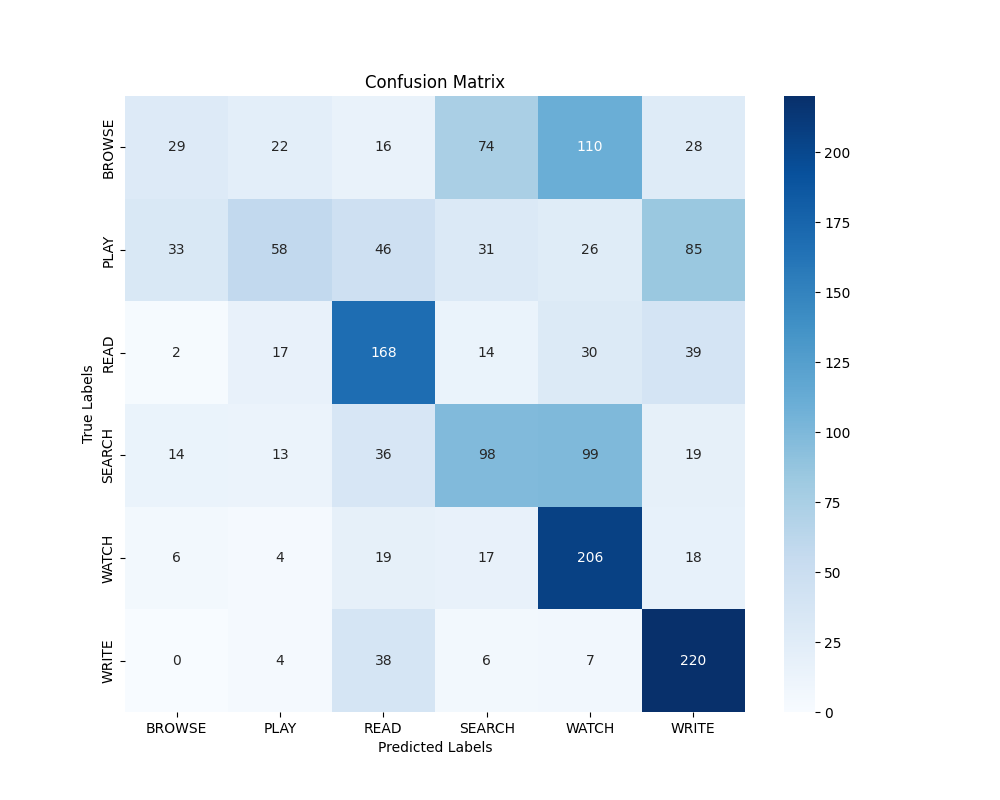 Confusion Matrix
True Labels
BROWSE 29 22 16 74 110 28
PLAY 33 58 46 31 26 85
READ 2 17 168 14 30 39
SEARCH 14 13 36 98 99 19
WATCH 6 4 19 17 206 18
WRITE 0 4 38 6 7 220
BROWSE PLAY READ SEARCH WATCH WRITE
Predicted Labels
200
175
150
125
100
75
50
25
0